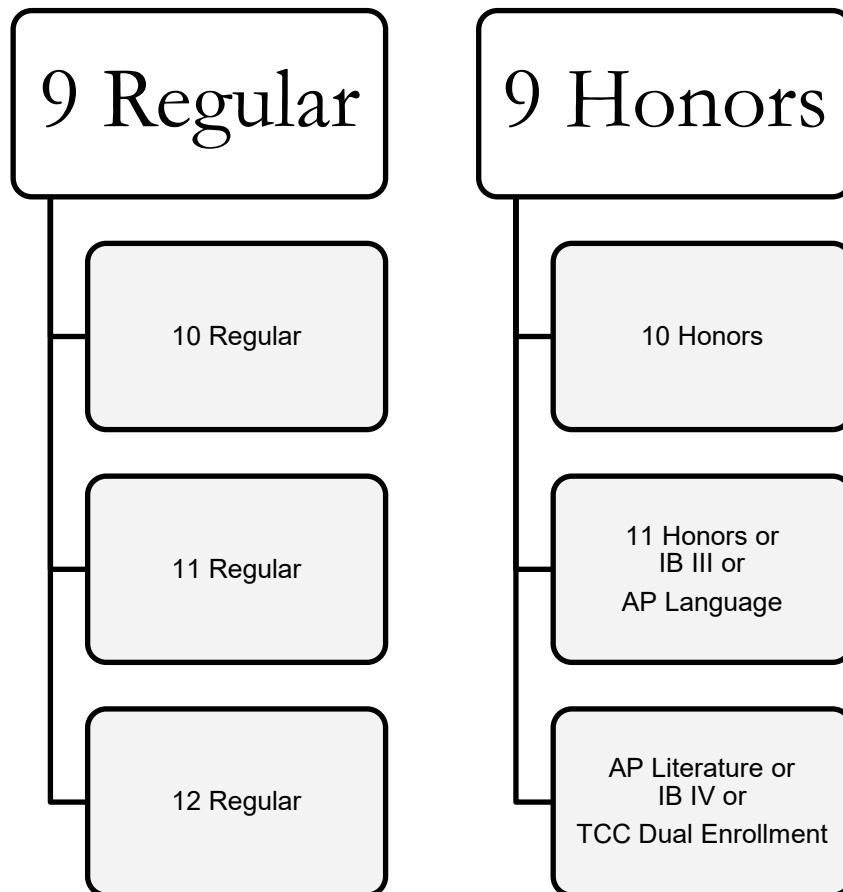 9 Regular
10 Regular
11 Regular
12 Regular
9 Honors
10 Honors
11 Honors or
IB III or
AP Language
AP Literature or
IB IV or
TCC Dual Enrollment